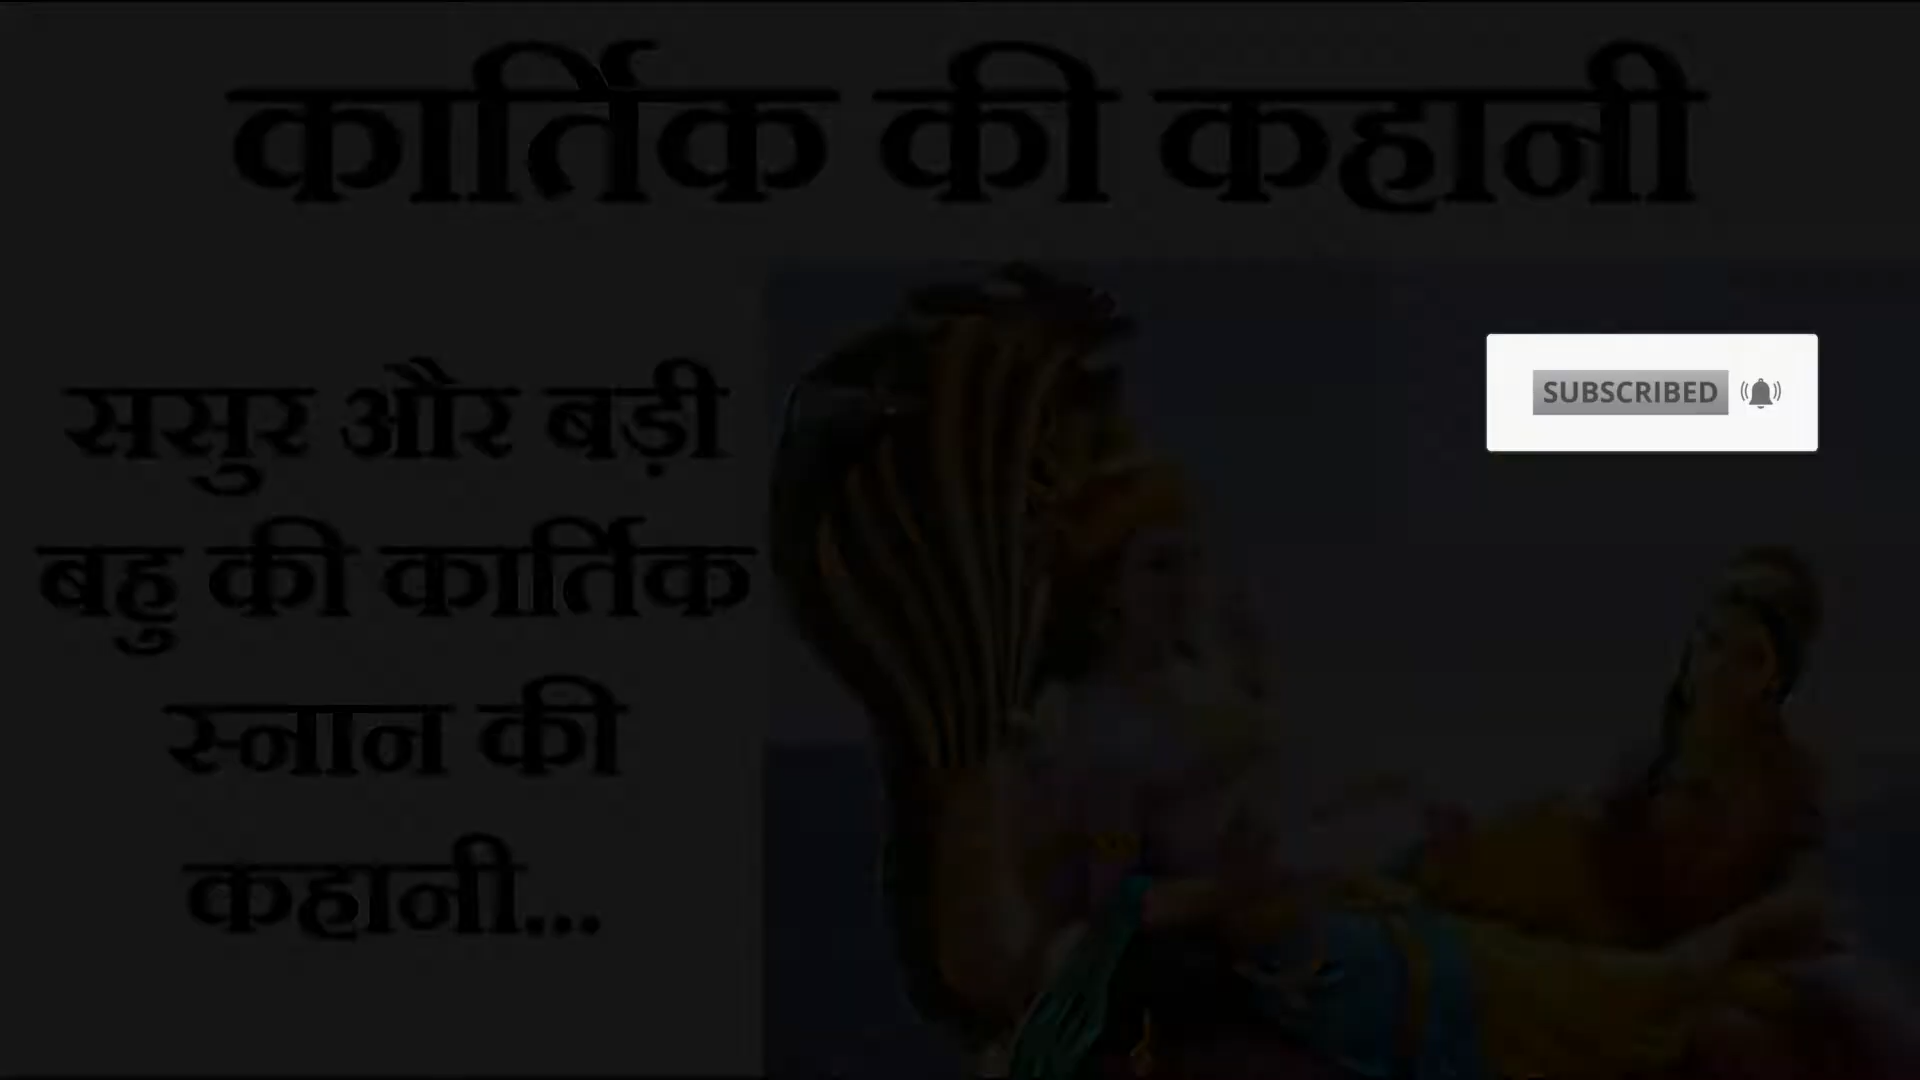 कार्तिक की कहानी
ससुर और बड़ी
बहु की कार्तिक
स्नान की
कहानी...
SUBSCRIBED